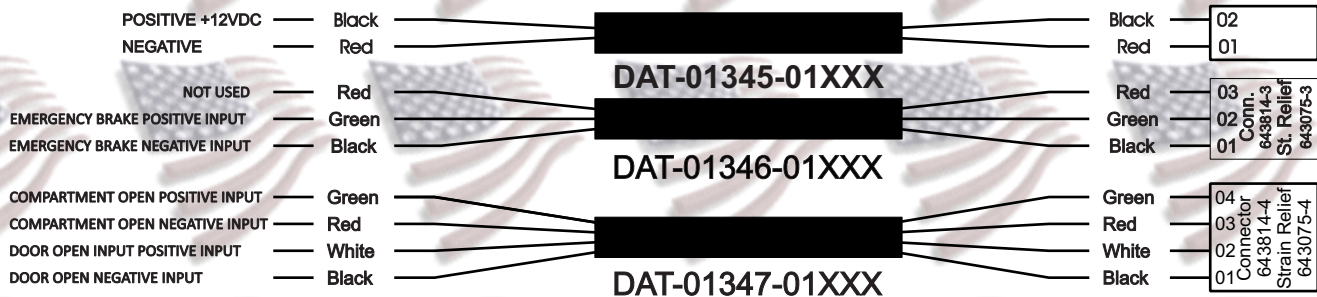 POSITIVE +12VDC Black Black 02
NEGATIVE Red Red 01
DAT-01345-01XXX
NOT USED Red Red 03
EMERGENCY BRAKE POSITIVE INPUT Green Green 02
EMERGENCY BRAKE NEGATIVE INPUT Black Black 01
Conn.
643814-3
St. Relief
643075-3
DAT-01346-01XXX
COMPARTMENT OPEN POSITIVE INPUT Green Green 04
COMPARTMENT OPEN NEGATIVE INPUT Red Red 03
DOOR OPEN INPUT POSITIVE INPUT White White 02
DOOR OPEN NEGATIVE INPUT Black Black 01
Connector
643814-4
Strain Relief
643075-4
DAT-01347-01XXX